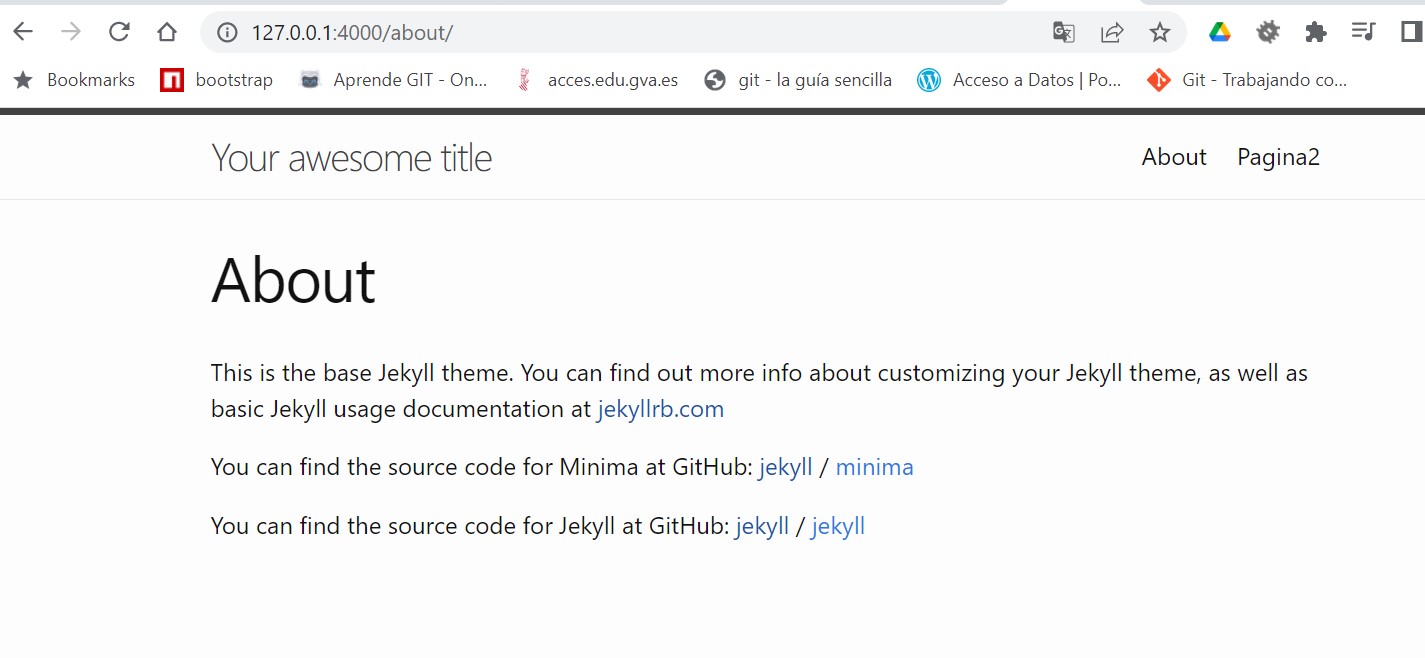 127.0.0.1:4000/about/
Bookmarks bootstrap Aprende GIT - On... acces.edu.gva.es git - la guía sencilla Acceso a Datos | Po... Git - Trabajando co...
Your awesome title About Pagina2
About
This is the base Jekyll theme. You can find out more info about customizing your Jekyll theme, as well as
basic Jekyll usage documentation at jekyllrb.com
You can find the source code for Minima at GitHub: jekyll / minima
You can find the source code for Jekyll at GitHub: jekyll / jekyll